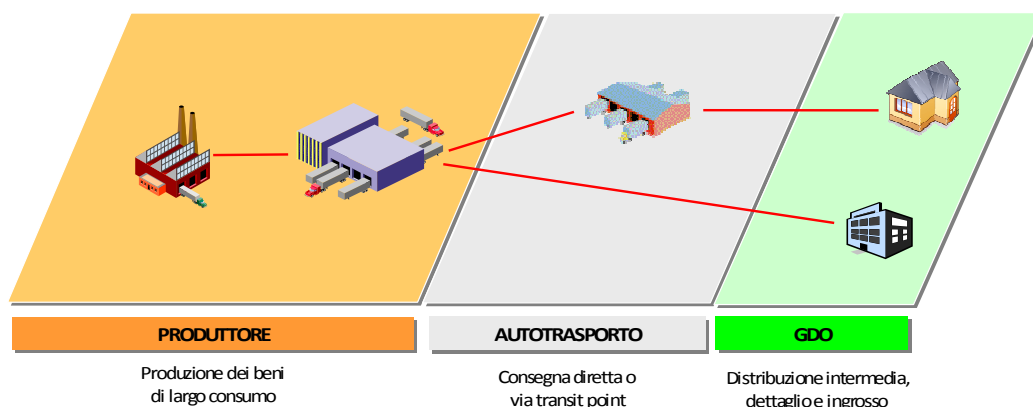 PRODUTTORE
AUTOTRASPORTO
GDO
Produzione dei beni
di largo consumo
Consegna diretta o
via transit point
Distribuzione intermedia,
dettaglio e ingrosso